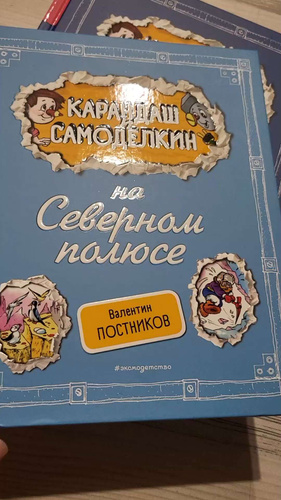 КАРАНДАШ
САМОДЕЛКИН
на
Северном
полюсе
Валентин
ПОСТНИКОВ
#эксмодетство